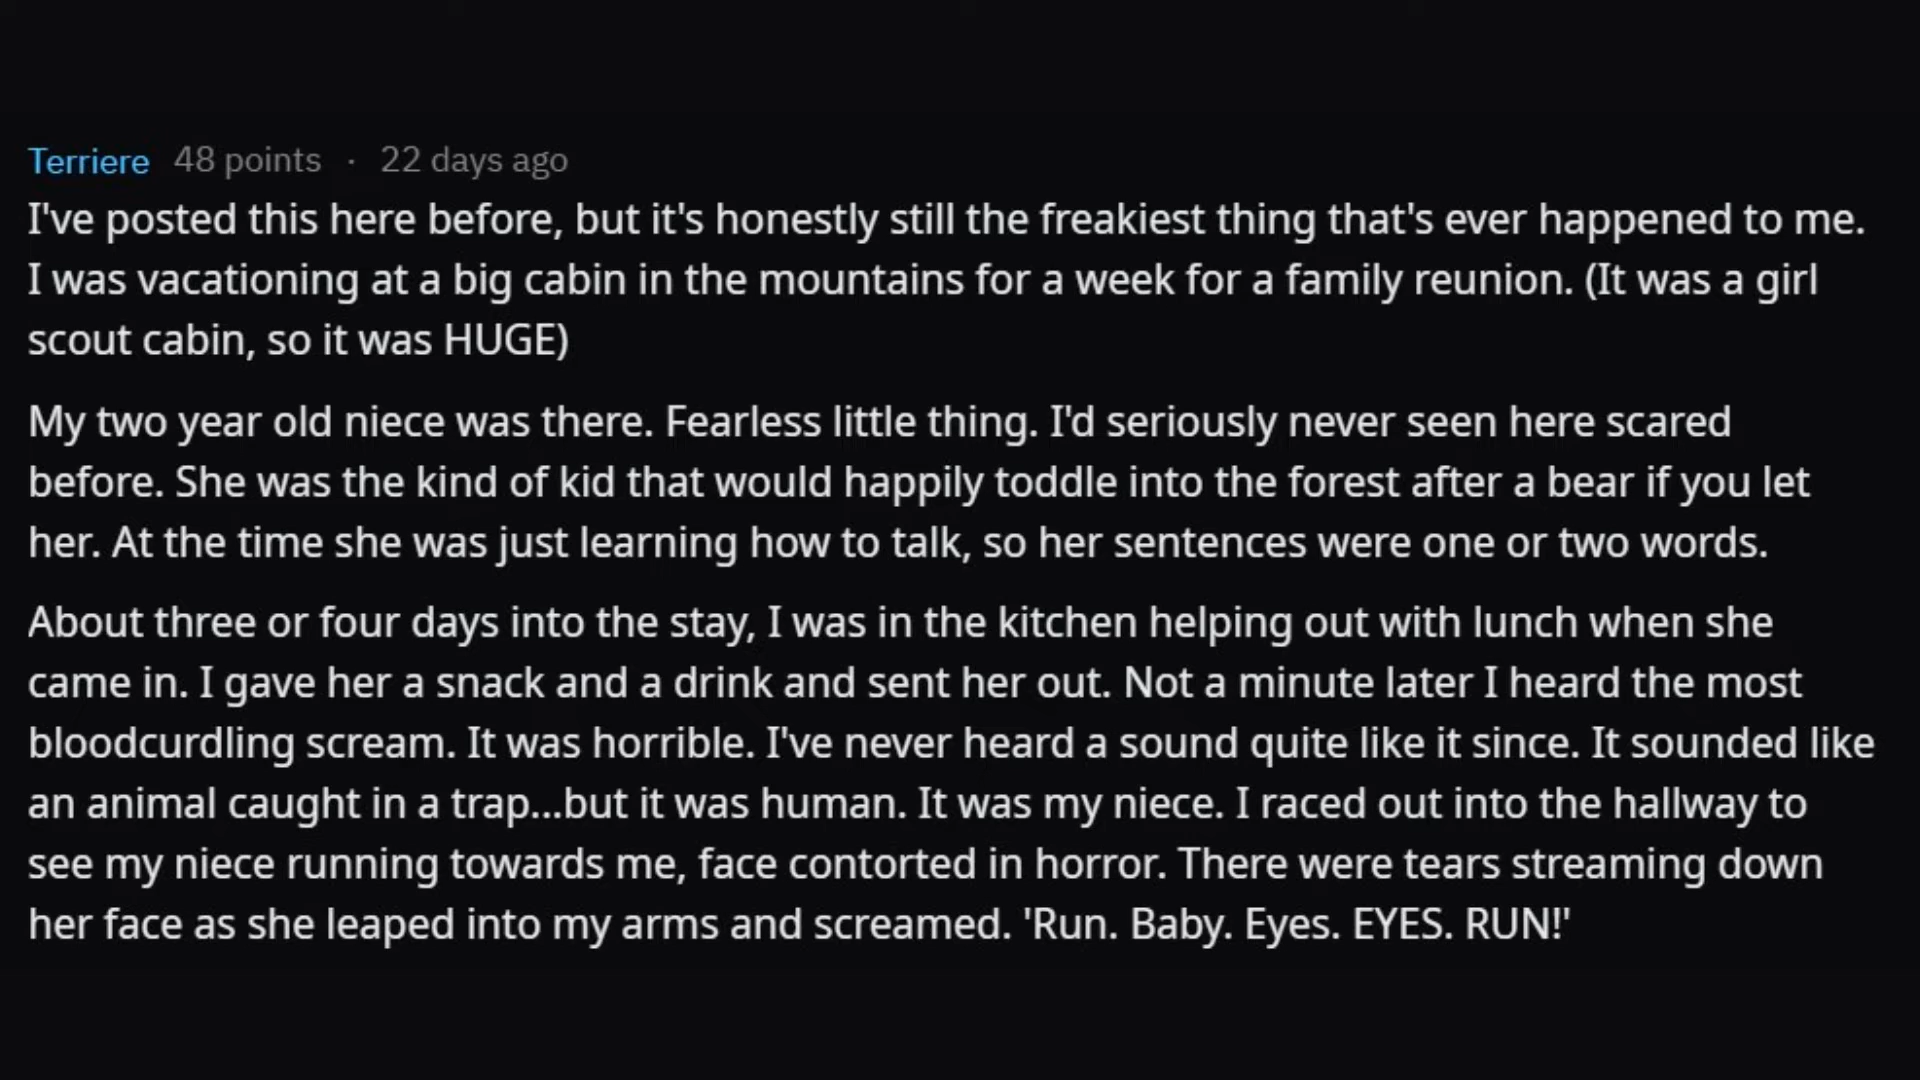 Terriere 48 points · 22 days ago
I've posted this here before, but it's honestly still the freakiest thing that's ever happened to me.
I was vacationing at a big cabin in the mountains for a week for a family reunion. (It was a girl
scout cabin, so it was HUGE)
My two year old niece was there. Fearless little thing. I'd seriously never seen here scared
before. She was the kind of kid that would happily toddle into the forest after a bear if you let
her. At the time she was just learning how to talk, so her sentences were one or two words.
About three or four days into the stay, I was in the kitchen helping out with lunch when she
came in. I gave her a snack and a drink and sent her out. Not a minute later I heard the most
bloodcurdling scream. It was horrible. I've never heard a sound quite like it since. It sounded like
an animal caught in a trap...but it was human. It was my niece. I raced out into the hallway to
see my niece running towards me, face contorted in horror. There were tears streaming down
her face as she leaped into my arms and screamed. 'Run. Baby. Eyes. EYES. RUN!'